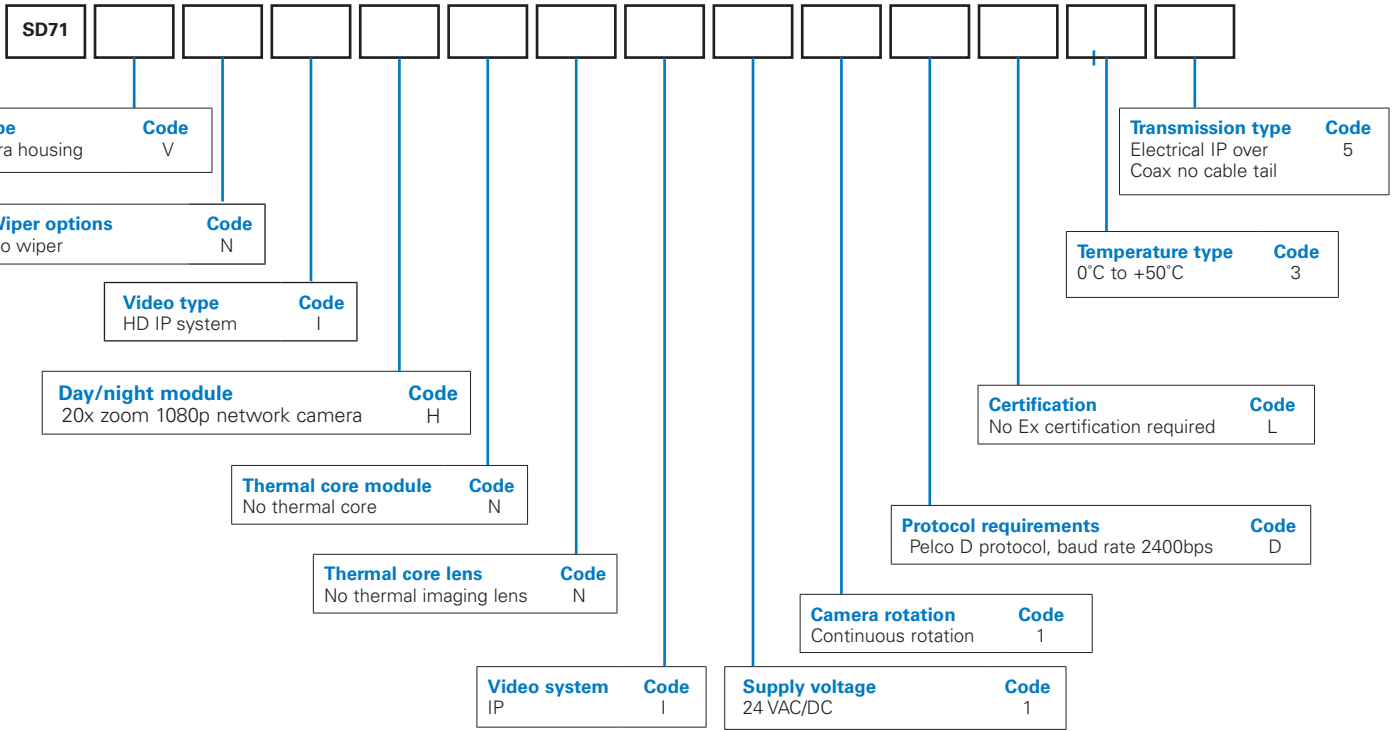 SD71
Code
housing V
Transmission type Code
Electrical IP over 5
Coax no cable tail
options Code
wiper N
Temperature type Code
0˚C to +50˚C 3
Video type Code
HD IP system I
Day/night module Code
20x zoom 1080p network camera H
Certification Code
No Ex certification required L
Thermal core module Code
No thermal core N
Protocol requirements Code
Pelco D protocol, baud rate 2400bps D
Thermal core lens Code
No thermal imaging lens N
Camera rotation Code
Continuous rotation 1
Video system Code
IP I
Supply voltage Code
24 VAC/DC 1